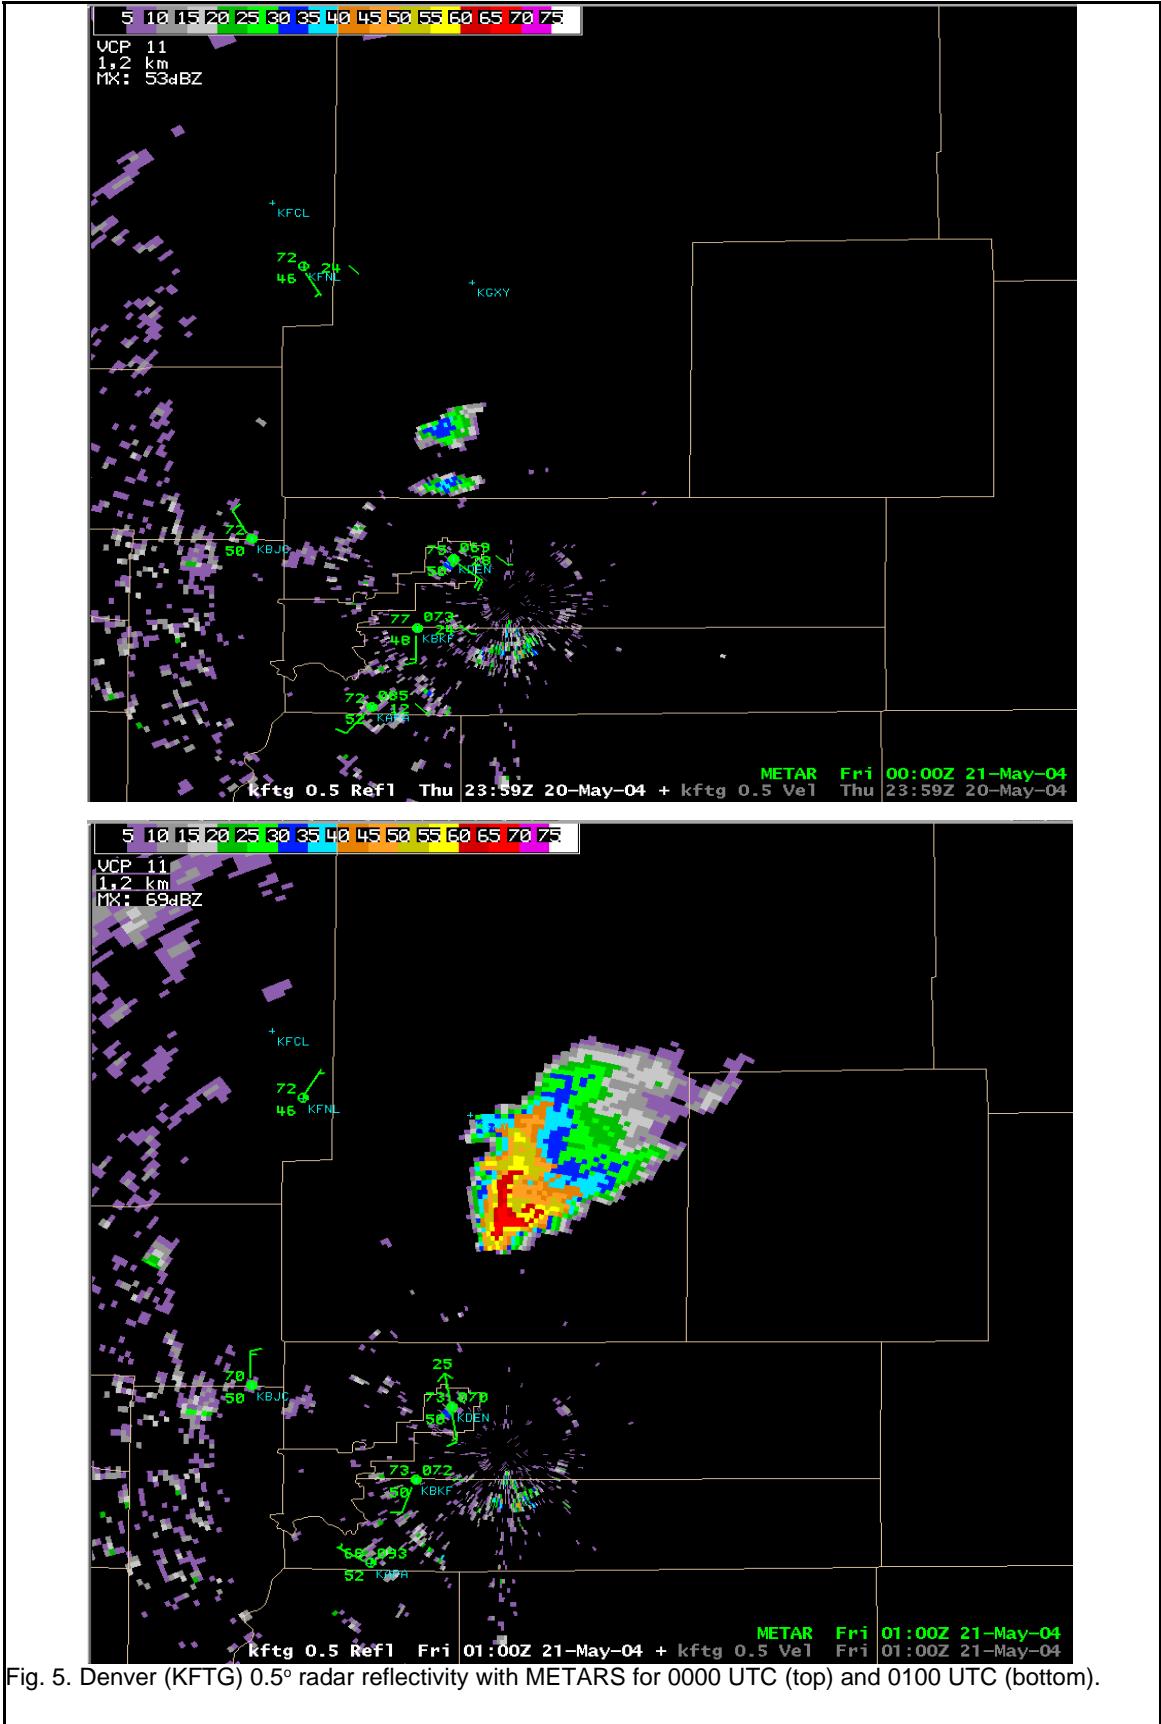 5 10 15 20 25 30 35 40 45 50 55 60 65 70 75
VCP 11
1,2 km
MX: 53dBZ
KFCL
72
24
46 KFNL
KGXY
72
50 KBJC
75 069
28
50 KDEN
77 073
48 KBKF
72 085
12
52 KAPA
METAR Fri 00:00Z 21-May-04
kftg 0.5 Refl Thu 23:59Z 20-May-04 + kftg 0.5 Vel Thu 23:59Z 20-May-04
5 10 15 20 25 30 35 40 45 50 55 60 65 70 75
VCP 11
1,2 km
MX: 69dBZ
KFCL
72
46 KFNL
25
70
50 KBJC
73 070
50 KDEN
73 072
50 KBKF
68 093
52 KAPA
METAR Fri 01:00Z 21-May-04
kftg 0.5 Refl Fri 01:00Z 21-May-04 + kftg 0.5 Vel Fri 01:00Z 21-May-04
Fig. 5. Denver (KFTG) 0.5º radar reflectivity with METARS for 0000 UTC (top) and 0100 UTC (bottom).